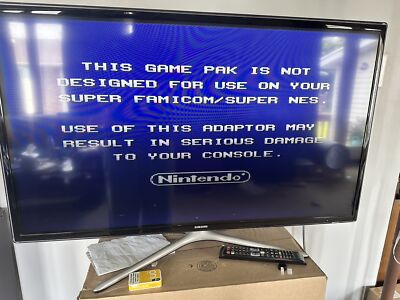 THIS GAME PAK IS NOT
DESIGNED FOR USE ON YOUR
SUPER FAMICOM/SUPER NES.
USE OF THIS ADAPTOR MAY
RESULT IN SERIOUS DAMAGE
TO YOUR CONSOLE.
Nintendo
SAMSUNG